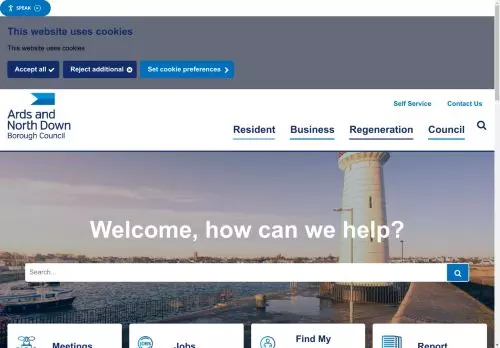 SPEAK
This website uses cookies
This website uses cookies
Accept all
Reject additional
Set cookie preferences
Ards and
North Down
Borough Council
Self Service
Contact Us
Resident
Business
Regeneration
Council
Welcome, how can we help?
Search...
Meetings
Jobs
Find My
Report